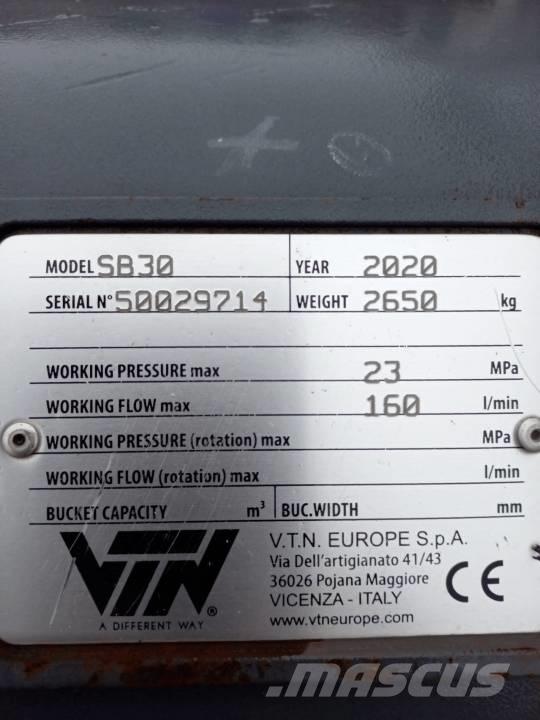 MODEL SB30 YEAR 2020
SERIAL N° 50029714 WEIGHT 2650 kg
WORKING PRESSURE max 23 MPa
WORKING FLOW max 160 l/min
WORKING PRESSURE (rotation) max MPa
WORKING FLOW (rotation) max l/min
BUCKET CAPACITY m³ BUC.WIDTH mm
VTN ®
A DIFFERENT WAY
V.T.N. EUROPE S.p.A.
Via Dell'artigianato 41/43
36026 Pojana Maggiore
VICENZA - ITALY
www.vtneurope.com
CE
MASCUS